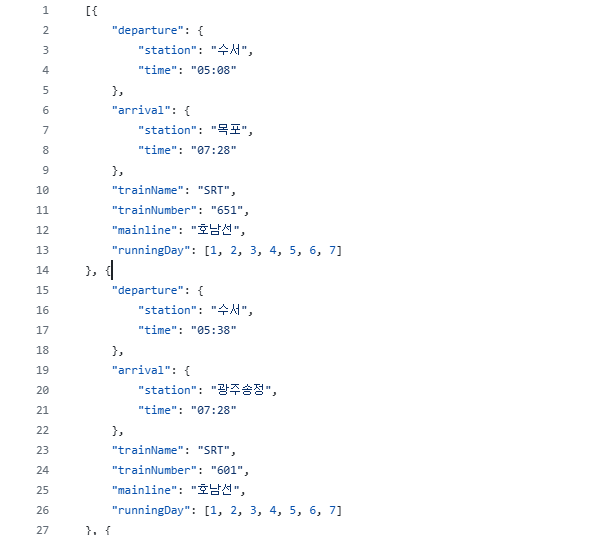 1 [{
2 "departure": {
3 "station": "수서",
4 "time": "05:08"
5 },
6 "arrival": {
7 "station": "목포",
8 "time": "07:28"
9 },
10 "trainName": "SRT",
11 "trainNumber": "651",
12 "mainline": "호남선",
13 "runningDay": [1, 2, 3, 4, 5, 6, 7]
14 }, {
15 "departure": {
16 "station": "수서",
17 "time": "05:38"
18 },
19 "arrival": {
20 "station": "광주송정",
21 "time": "07:28"
22 },
23 "trainName": "SRT",
24 "trainNumber": "601",
25 "mainline": "호남선",
26 "runningDay": [1, 2, 3, 4, 5, 6, 7]
27 }, {